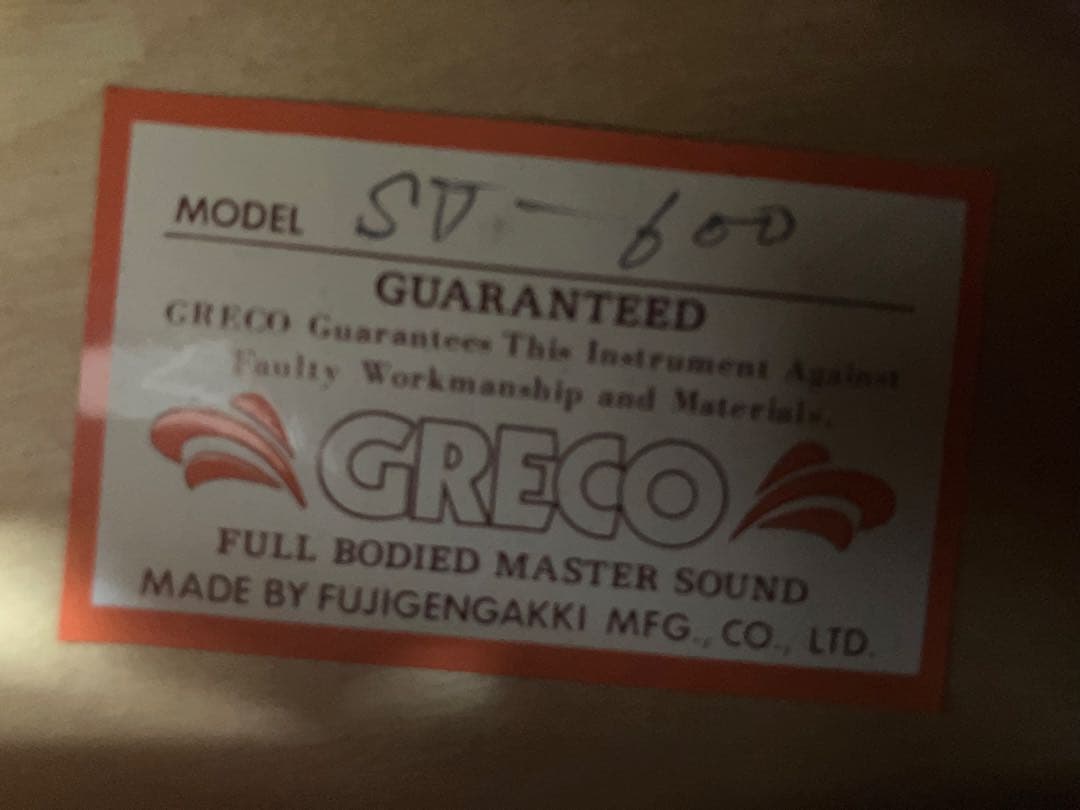 MODEL SV-600
GUARANTEED
GRECO Guarantees This Instrument Against
Faulty Workmanship and Materials.
GRECO
FULL BODIED MASTER SOUND
MADE BY FUJIGENGAKKI MFG., CO., LTD.